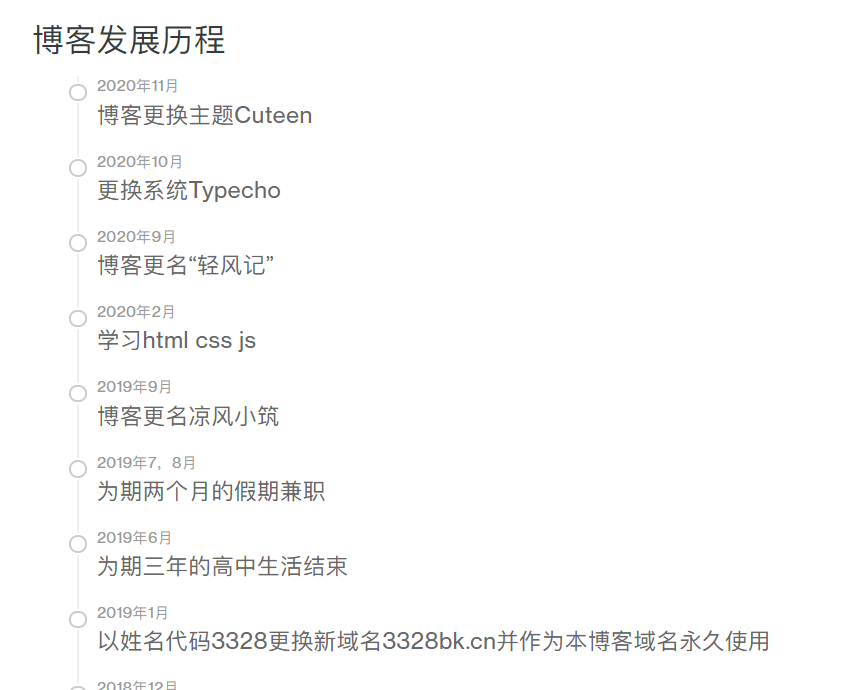 博客发展历程
2020年11月
博客更换主题Cuteen
2020年10月
更换系统Typecho
2020年9月
博客更名“轻风记”
2020年2月
学习html css js
2019年9月
博客更名凉风小筑
2019年7，8月
为期两个月的假期兼职
2019年6月
为期三年的高中生活结束
2019年1月
以姓名代码3328更换新域名3328bk.cn并作为本博客域名永久使用
2018年12月